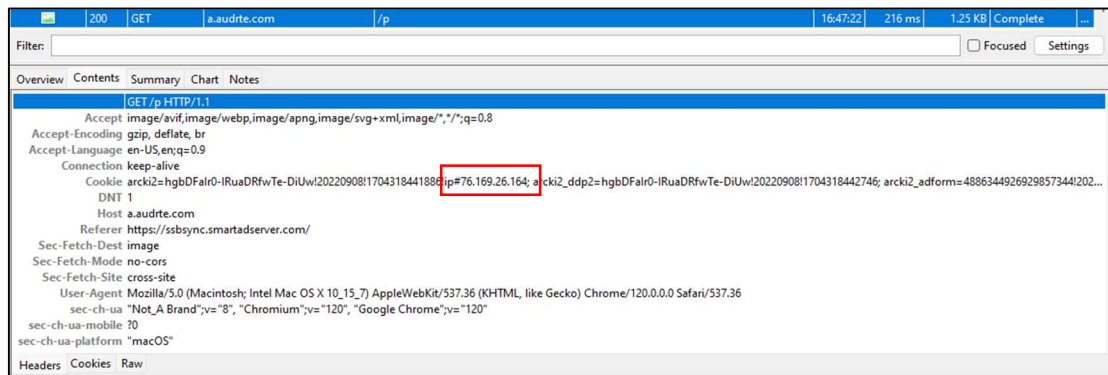 200 GET a.audrte.com /p 16:47:22 216 ms 1.25 KB Complete ...
Filter: Focused Settings
Overview Contents Summary Chart Notes
GET /p HTTP/1.1
Accept image/avif,image/webp,image/apng,image/svg+xml,image/*,*/*;q=0.8
Accept-Encoding gzip, deflate, br
Accept-Language en-US,en;q=0.9
Connection keep-alive
Cookie arcki2=hgbDFalr0-IRuaDRfwTe-DiUw!20220908!1704318441886!ip#76.169.26.164; arcki2_ddp2=hgbDFalr0-IRuaDRfwTe-DiUw!20220908!1704318442746; arcki2_adform=4886344926929857344!202...
DNT 1
Host a.audrte.com
Referer https://ssbsync.smartadserver.com/
Sec-Fetch-Dest image
Sec-Fetch-Mode no-cors
Sec-Fetch-Site cross-site
User-Agent Mozilla/5.0 (Macintosh; Intel Mac OS X 10_15_7) AppleWebKit/537.36 (KHTML, like Gecko) Chrome/120.0.0.0 Safari/537.36
sec-ch-ua "Not_A Brand";v="8", "Chromium";v="120", "Google Chrome";v="120"
sec-ch-ua-mobile ?0
sec-ch-ua-platform "macOS"
Headers Cookies Raw